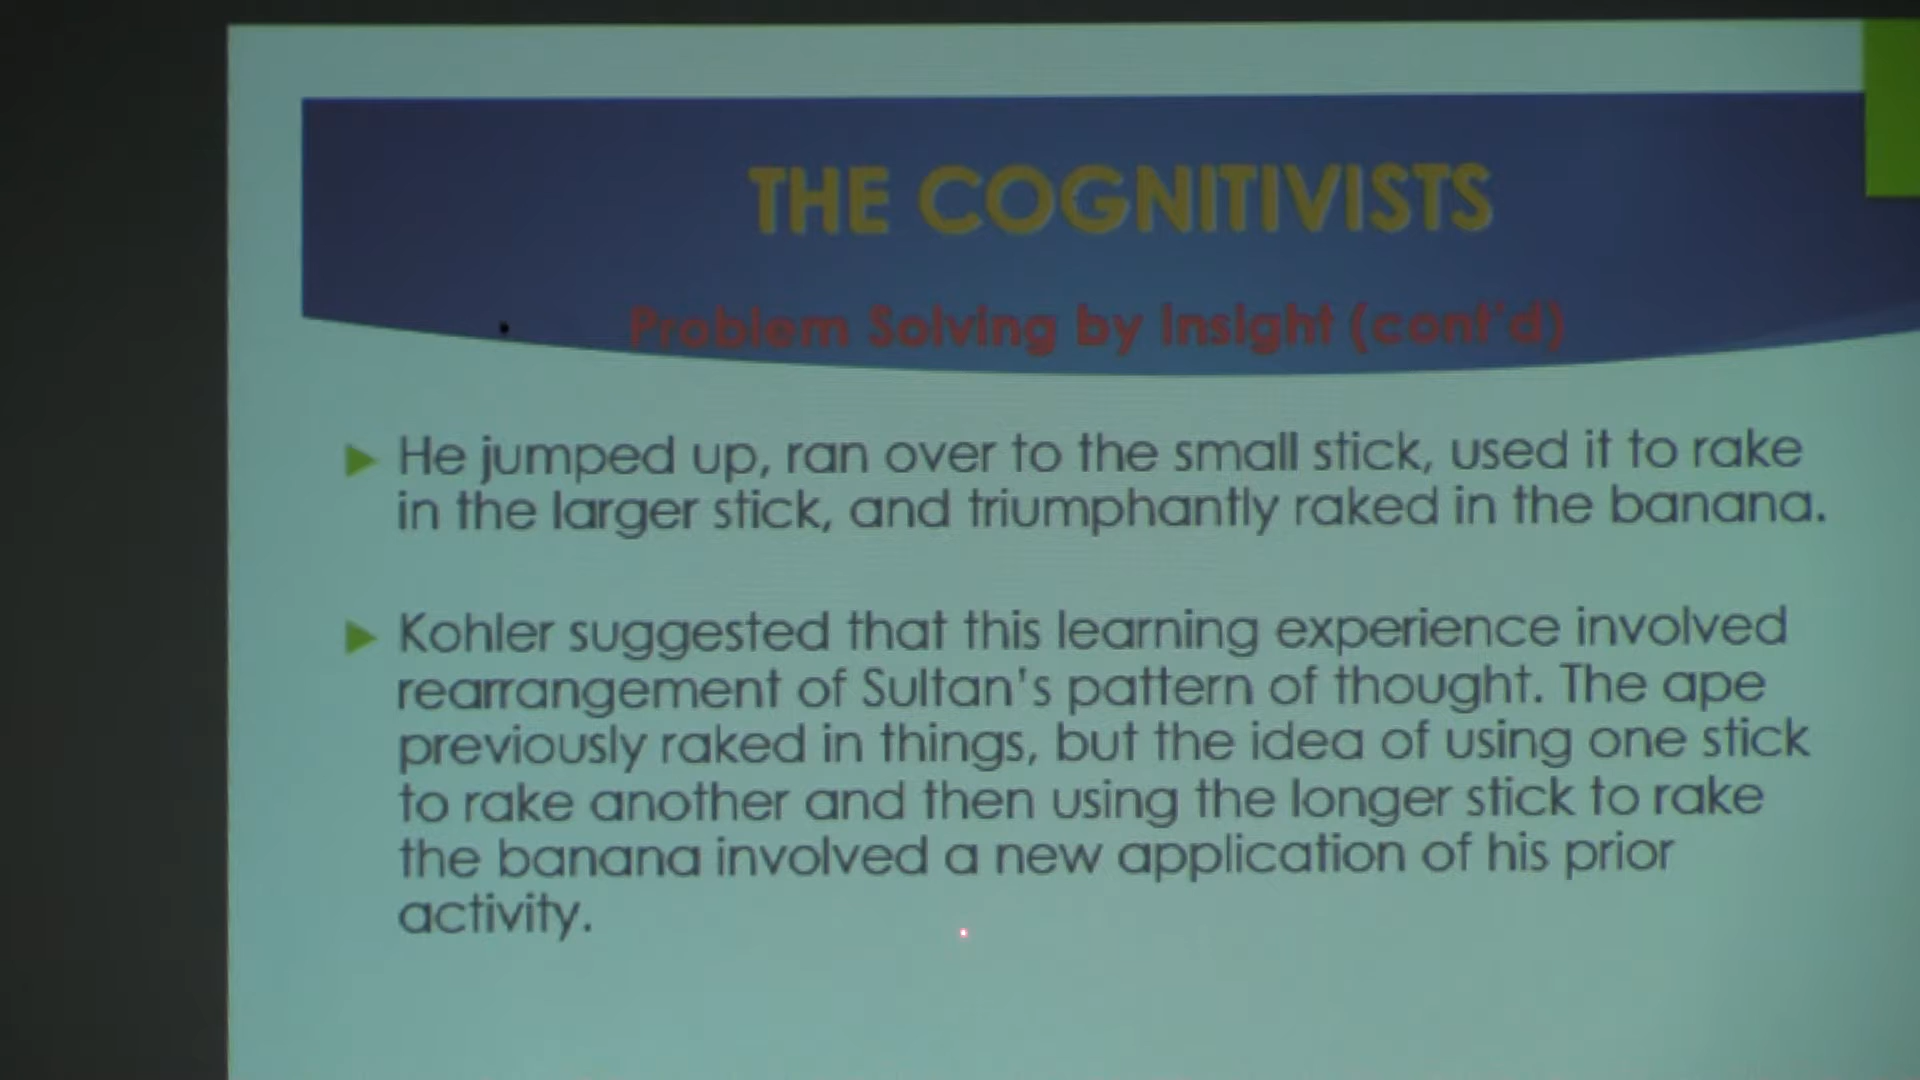 THE COGNITIVISTS
Problem Solving by Insight (cont'd)
He jumped up, ran over to the small stick, used it to rake
in the larger stick, and triumphantly raked in the banana.
Kohler suggested that this learning experience involved
rearrangement of Sultan's pattern of thought. The ape
previously raked in things, but the idea of using one stick
to rake another and then using the longer stick to rake
the banana involved a new application of his prior
activity.